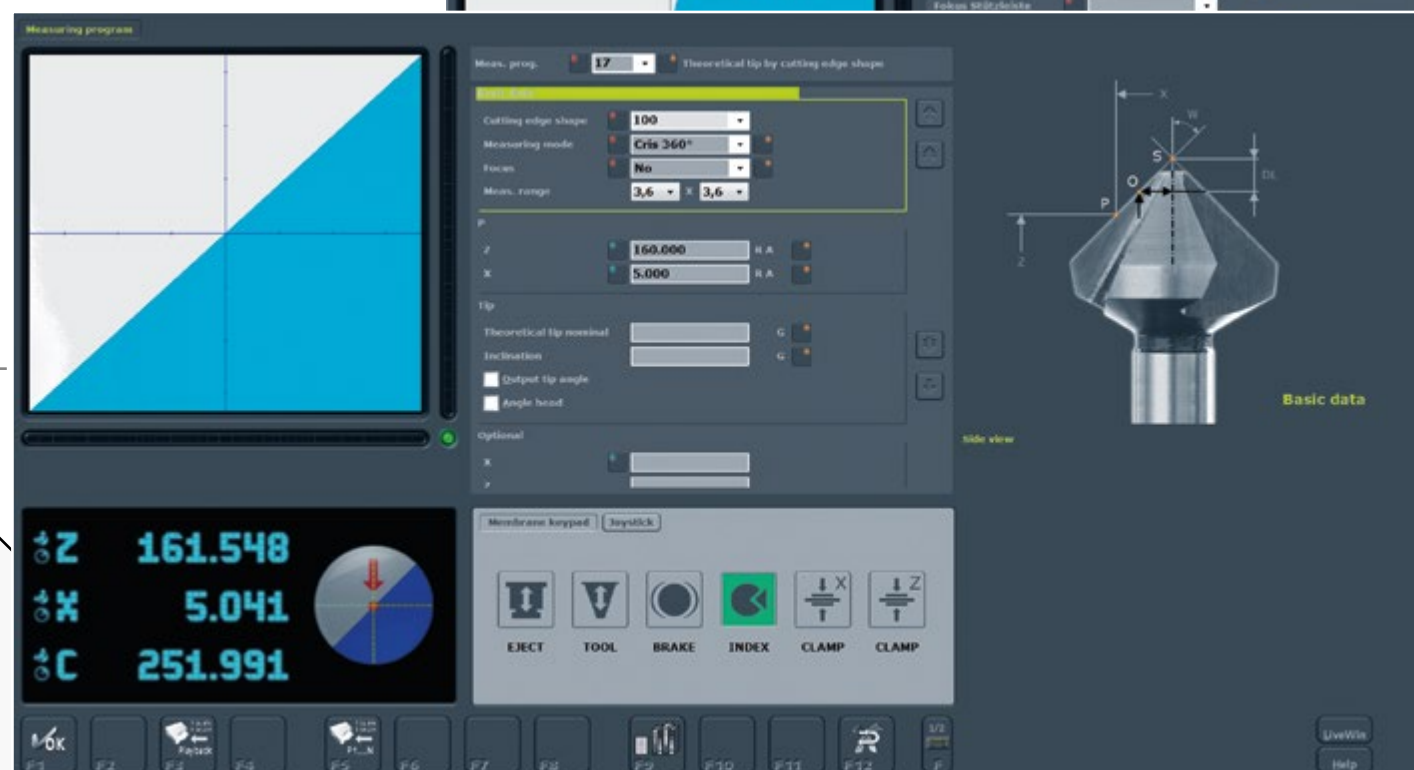 Fokus Stützleiste
Measuring program
Meas. prog. 17 Theoretical tip by cutting edge shape
Basic data
Cutting edge shape 100
Measuring mode Cris 360°
Focus No
Meas. range 3,6 X 3,6
P
Z 160.000 R A
X 5.000 R A
Tip
Theoretical tip nominal G
Inclination G
Output tip angle
Angle head
Optional
X
Z
X
W
S
DL
O
P
Z
Basic data
Side view
Z 161.548
X 5.041
C 251.991
Membrane keypad Joystick
X Z
EJECT TOOL BRAKE INDEX CLAMP CLAMP
OK
Playback
P1...N
1/2
F1 F2 F3 F4 F5 F6 F7 F8 F9 F10 F11 F12 F
LiveWin
Help